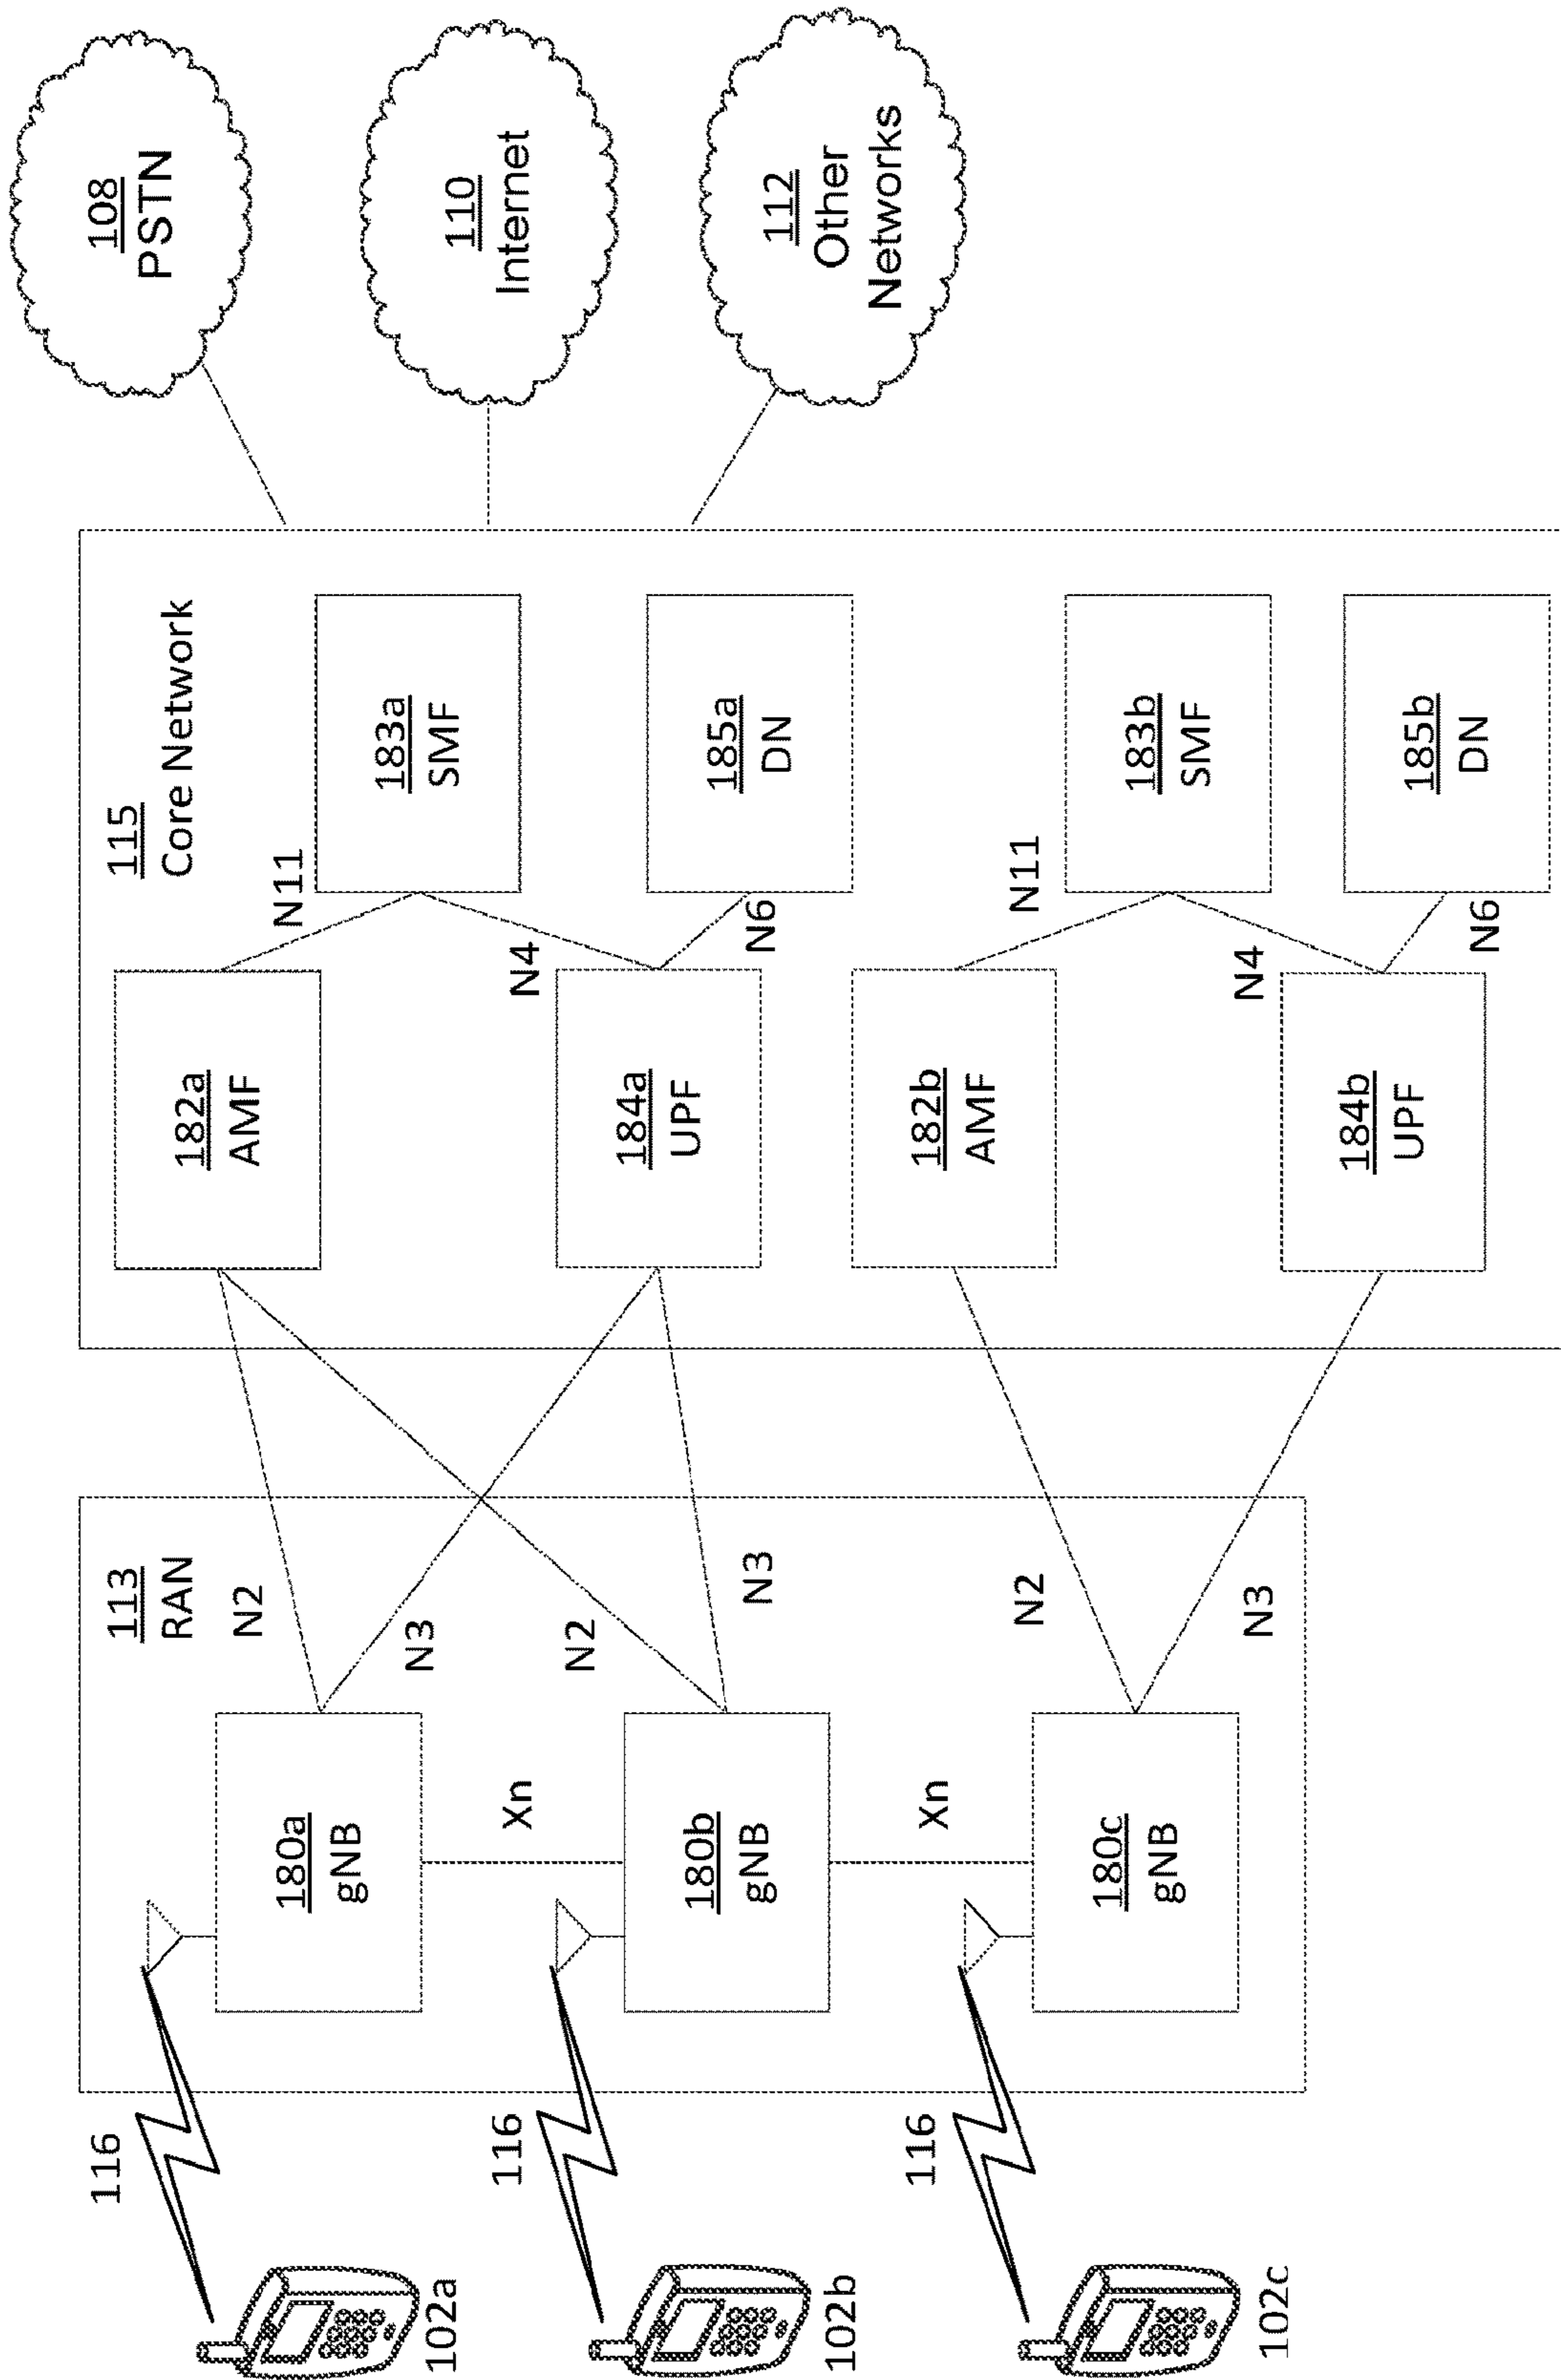 116
116
116
102a
102b
102c
113
RAN
180a
gNB
Xn
180b
gNB
Xn
180c
gNB
N2
N3
N2
N3
N2
N3
115
Core Network
182a
AMF
N11
183a
SMF
N4
184a
UPF
N6
185a
DN
182b
AMF
N11
183b
SMF
N4
184b
UPF
N6
185b
DN
108
PSTN
110
Internet
112
Other
Networks